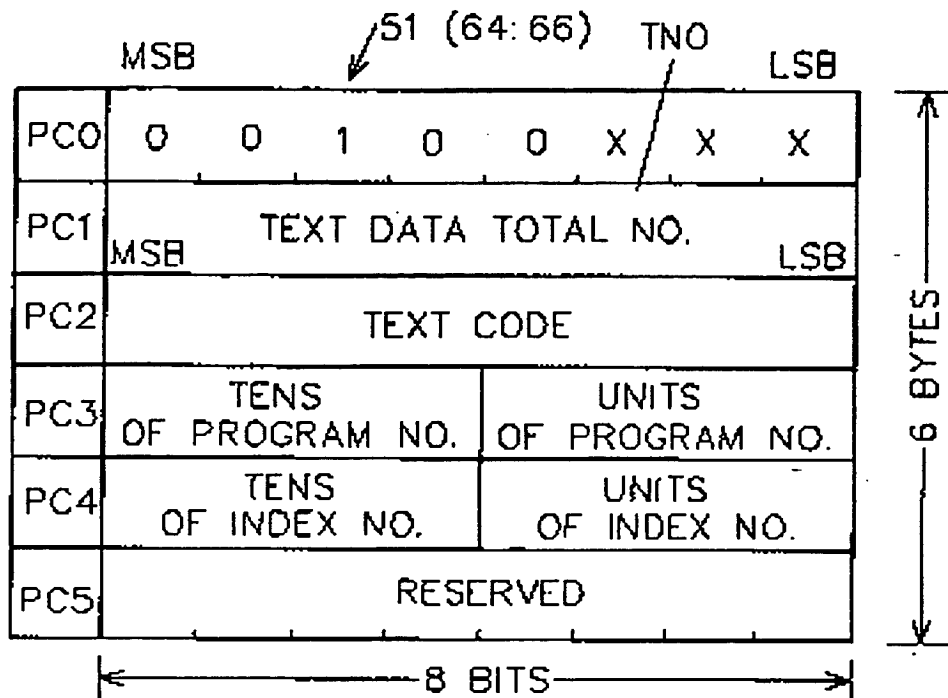 51 (64:66) TNO
MSB LSB
PC0 0 0 1 0 0 X X X
PC1 TEXT DATA TOTAL NO.
MSB LSB
PC2 TEXT CODE
PC3 TENS OF PROGRAM NO. UNITS OF PROGRAM NO.
PC4 TENS OF INDEX NO. UNITS OF INDEX NO.
PC5 RESERVED
8 BITS
6 BYTES